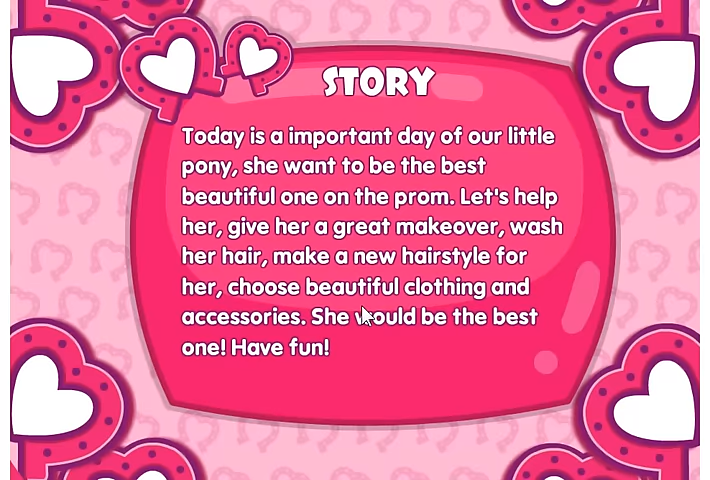 STORY
Today is a important day of our little
pony, she want to be the best
beautiful one on the prom. Let's help
her, give her a great makeover, wash
her hair, make a new hairstyle for
her, choose beautiful clothing and
accessories. She would be the best
one! Have fun!